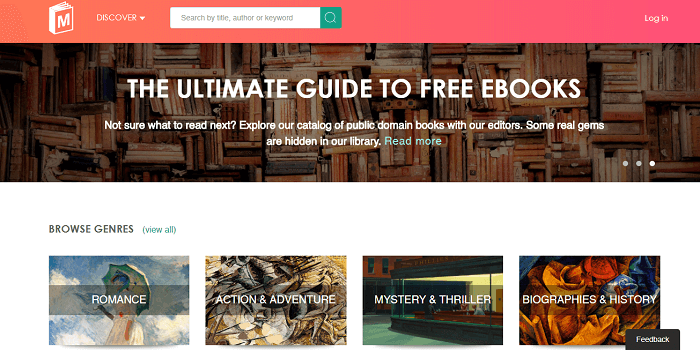 M
DISCOVER
Search by title, author or keyword
Log in
THE ULTIMATE GUIDE TO FREE EBOOKS
Not sure what to read next? Explore our catalog of public domain books with our editors. Some real gems
are hidden in our library. Read more
BROWSE GENRES (view all)
ROMANCE
ACTION & ADVENTURE
MYSTERY & THRILLER
BIOGRAPHIES & HISTORY
Feedback